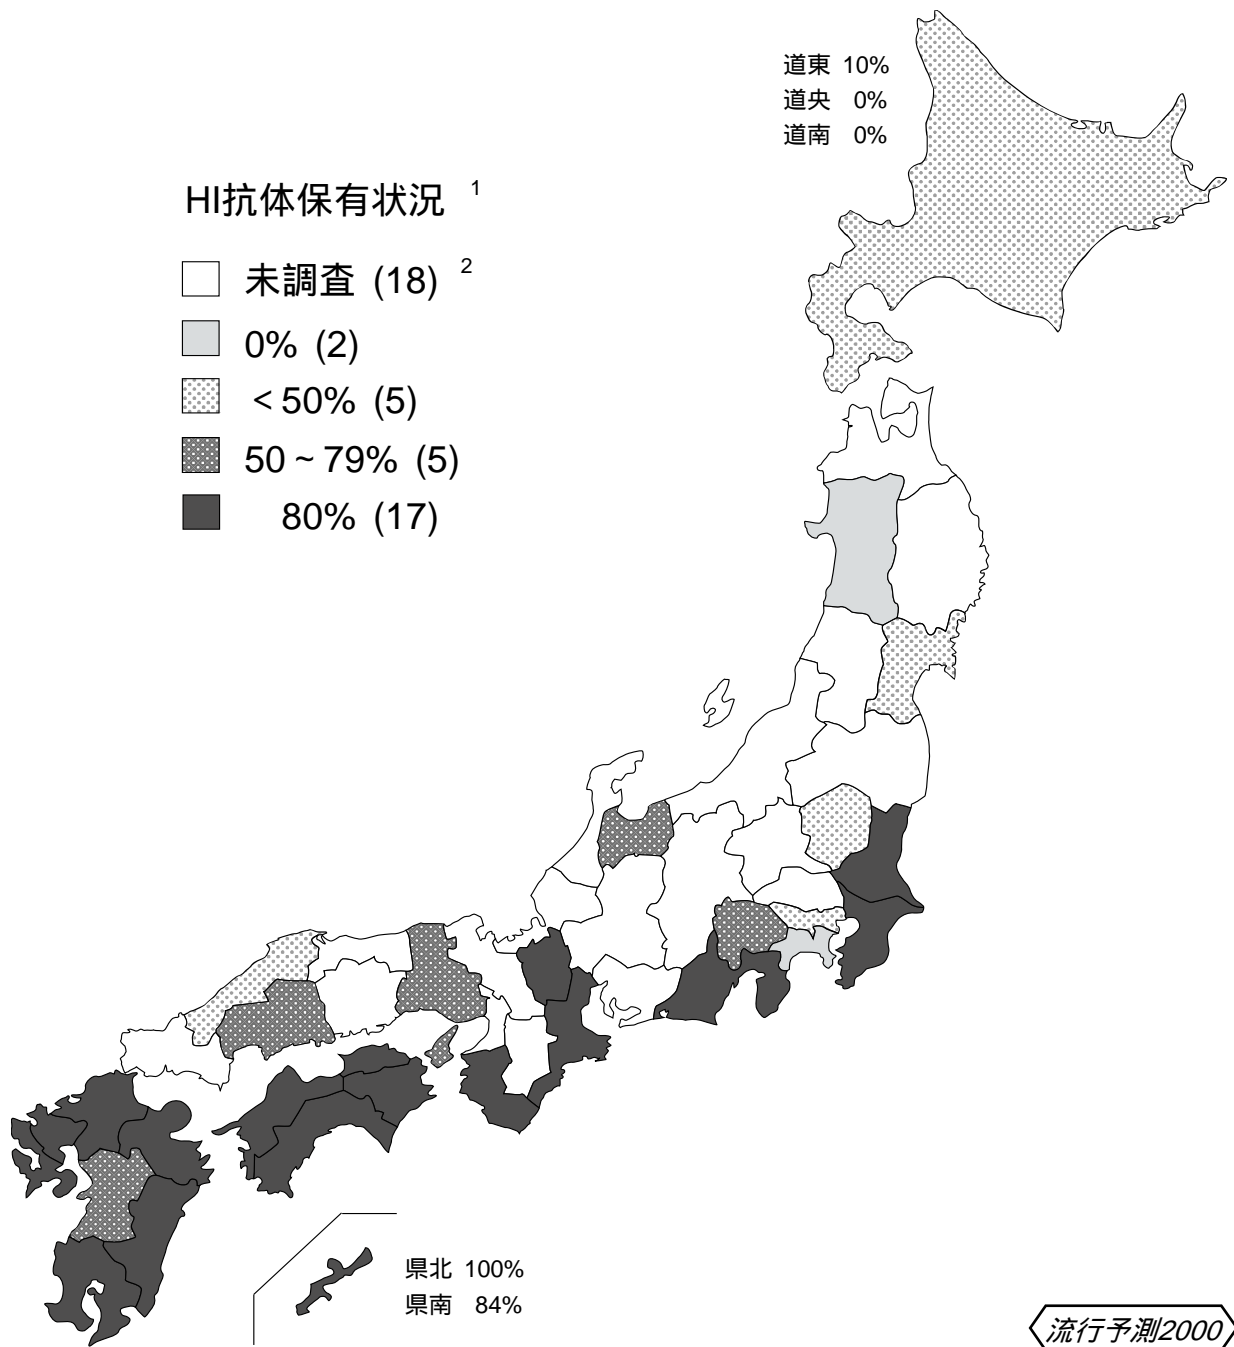 道東 10%
道央 0%
道南 0%
HI抗体保有状況 1
未調査 (18) 2
0% (2)
<50% (5)
50~79% (5)
80% (17)
県北 100%
県南 84%
流行予測2000